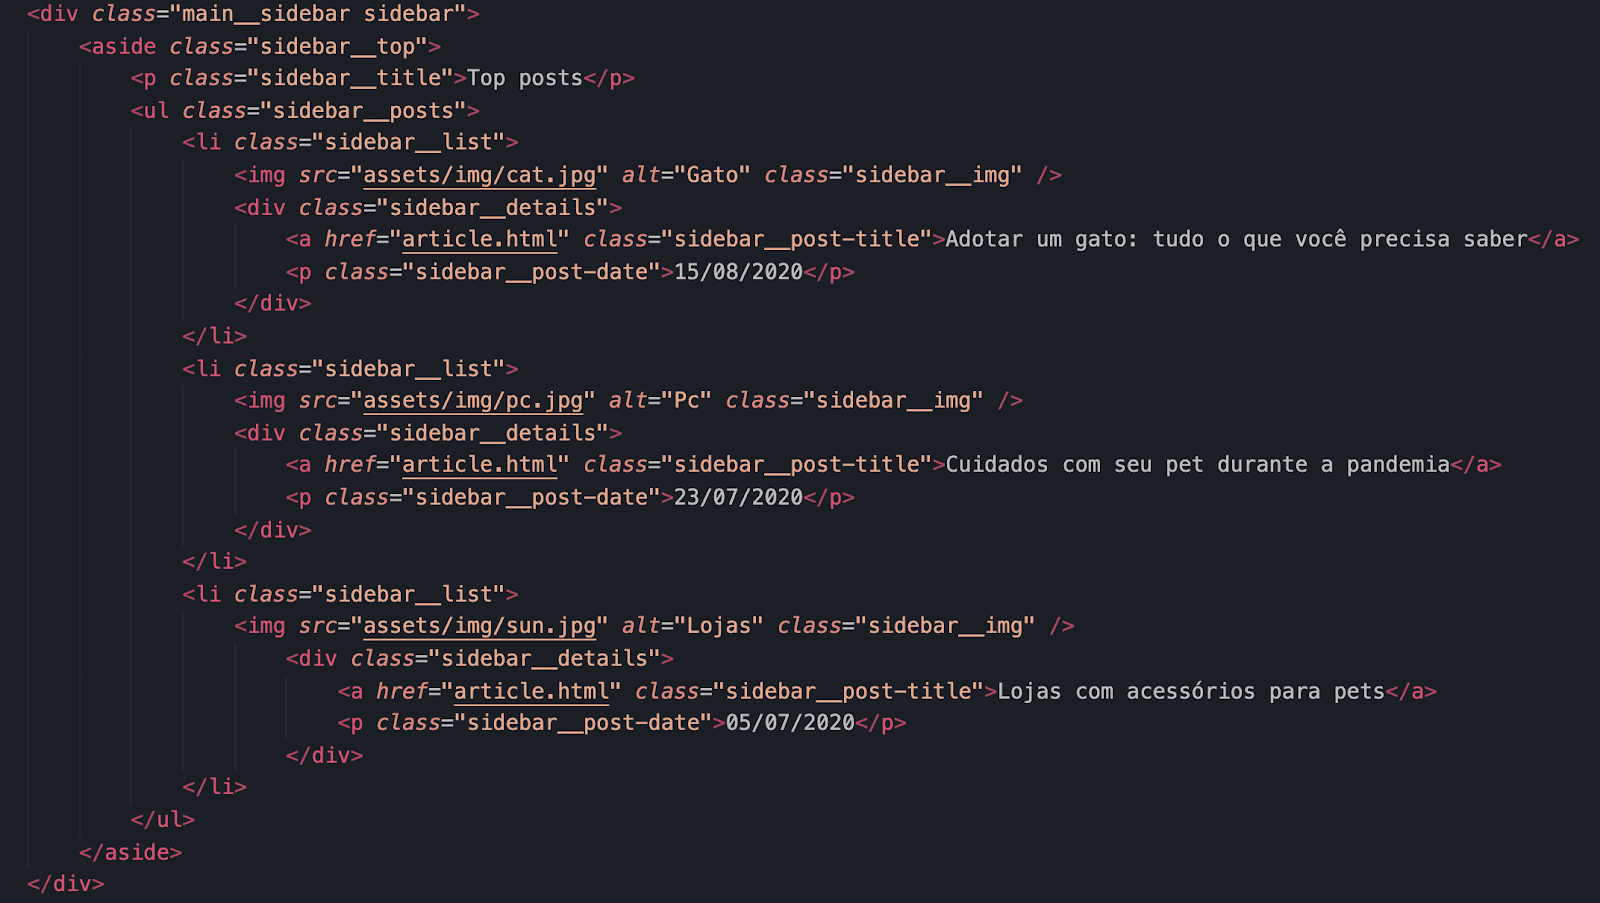 <div class="main__sidebar sidebar">
<aside class="sidebar__top">
<p class="sidebar__title">Top posts</p>
<ul class="sidebar__posts">
<li class="sidebar__list">
<img src="assets/img/cat.jpg" alt="Gato" class="sidebar__img" />
<div class="sidebar__details">
<a href="article.html" class="sidebar__post-title">Adotar um gato: tudo o que você precisa saber</a>
<p class="sidebar__post-date">15/08/2020</p>
</div>
</li>
<li class="sidebar__list">
<img src="assets/img/pc.jpg" alt="Pc" class="sidebar__img" />
<div class="sidebar__details">
<a href="article.html" class="sidebar__post-title">Cuidados com seu pet durante a pandemia</a>
<p class="sidebar__post-date">23/07/2020</p>
</div>
</li>
<li class="sidebar__list">
<img src="assets/img/sun.jpg" alt="Lojas" class="sidebar__img" />
<div class="sidebar__details">
<a href="article.html" class="sidebar__post-title">Lojas com acessórios para pets</a>
<p class="sidebar__post-date">05/07/2020</p>
</div>
</li>
</ul>
</aside>
</div>